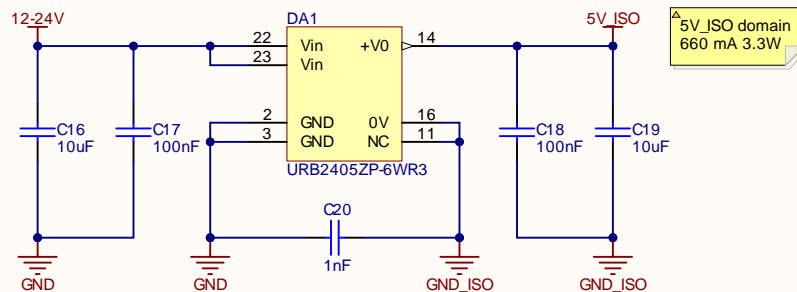 12-24V
DA1
5V_ISO
5V_ISO domain
660 mA 3.3W
22 Vin +V0 14
23 Vin
2 GND 0V 16
3 GND NC 11
URB2405ZP-6WR3
C16
10uF
C17
100nF
C18
100nF
C19
10uF
C20
1nF
GND
GND
GND_ISO
GND_ISO